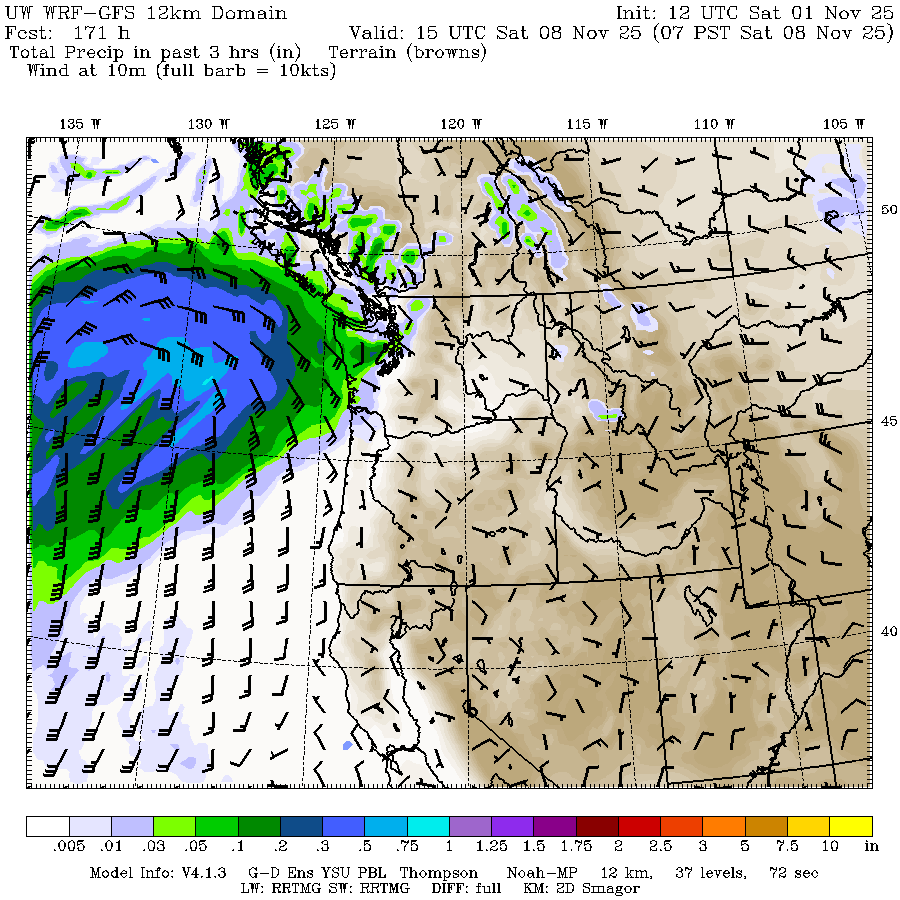 UW WRF-GFS 12km Domain Init: 12 UTC Sat 01 Nov 25
Fcst: 171 h Valid: 15 UTC Sat 08 Nov 25 (07 PST Sat 08 Nov 25)
Total Precip in past 3 hrs (in) Terrain (browns)
Wind at 10m (full barb = 10kts)
135 W 130 W 125 W 120 W 115 W 110 W 105 W
50
45
40
.005 .01 .03 .05 .1 .2 .3 .5 .75 1 1.25 1.5 1.75 2 2.5 3 5 7.5 10 in
Model Info: V4.1.3 G-D Ens YSU PBL Thompson Noah-MP 12 km, 37 levels, 72 sec
LW: RRTMG SW: RRTMG DIFF: full KM: 2D Smagor